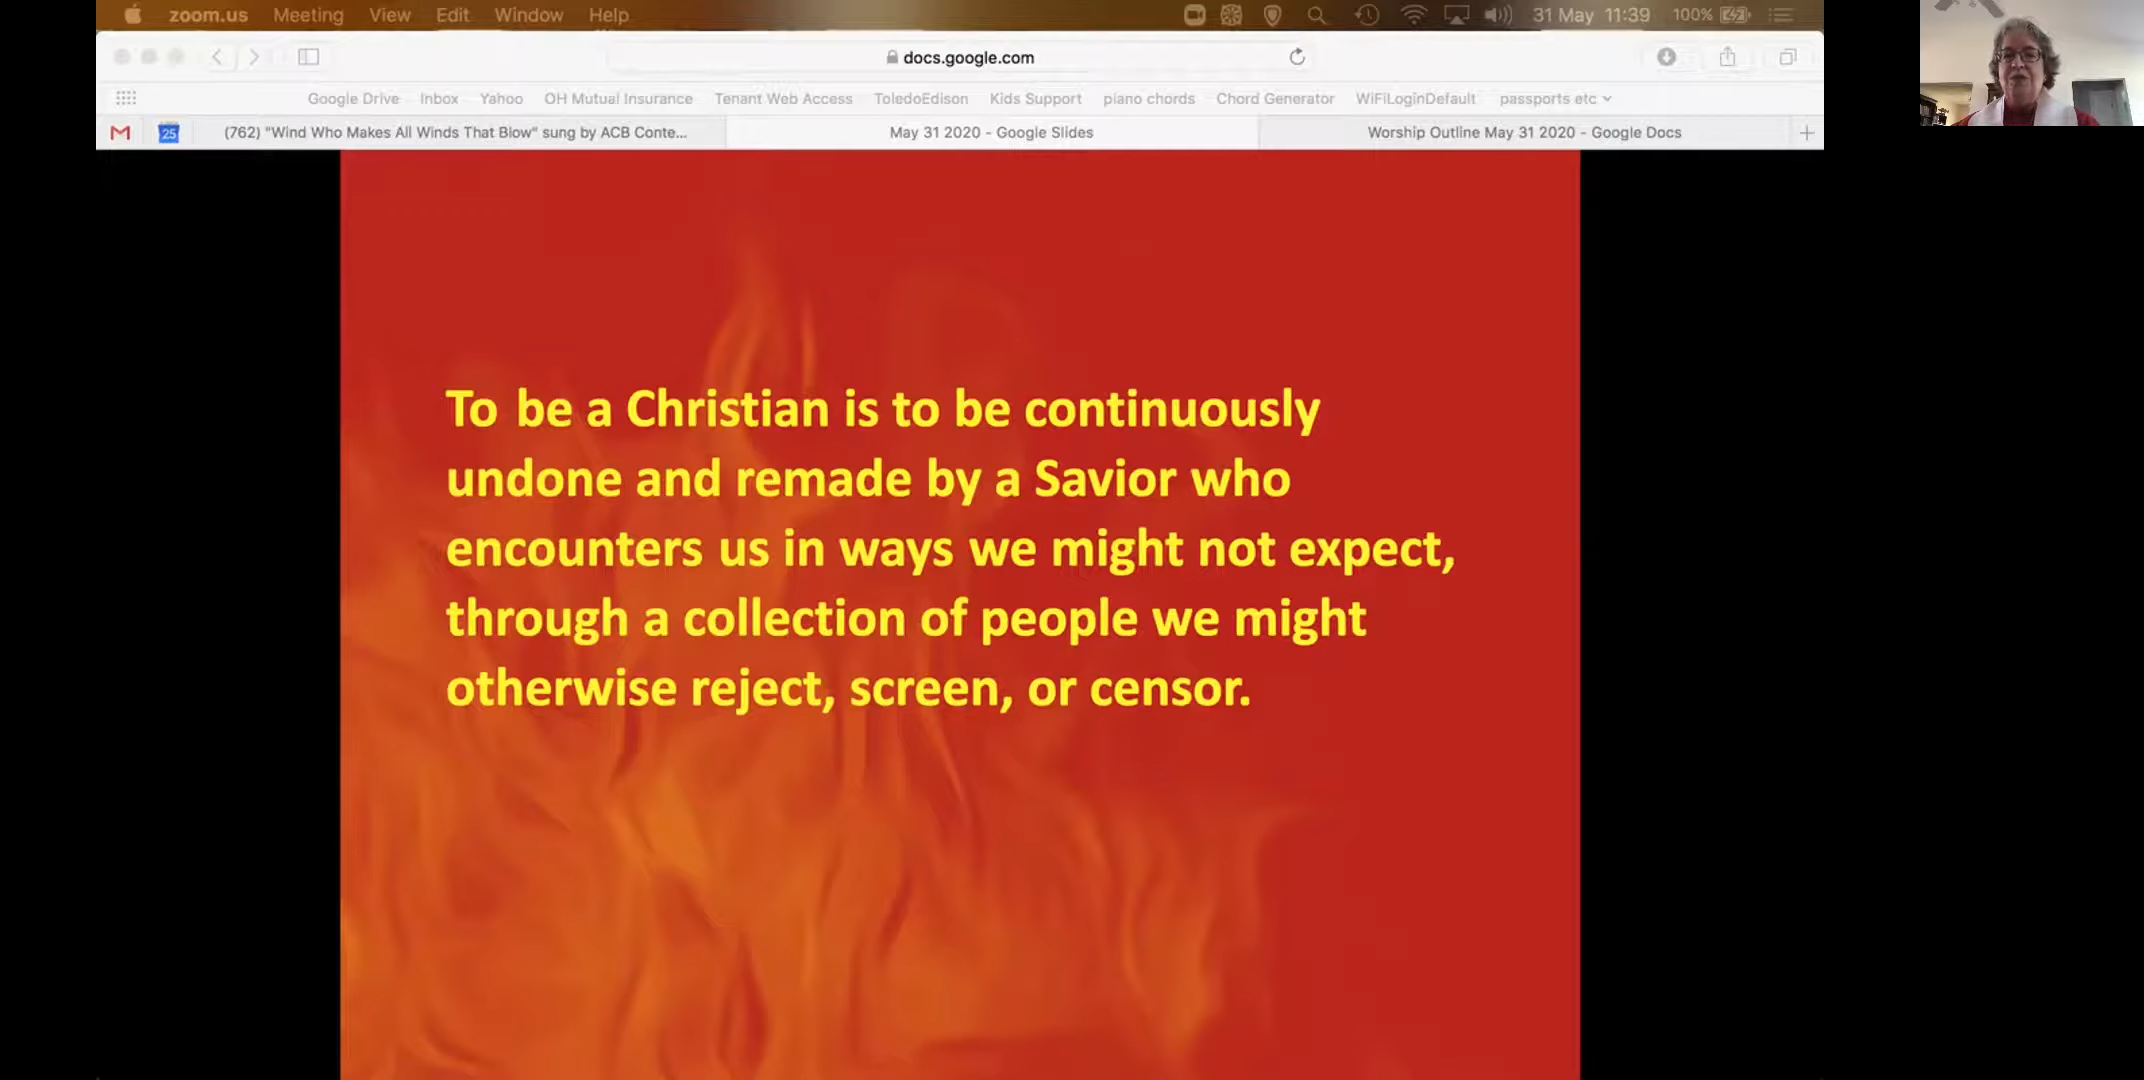 zoom.us Meeting View Edit Window Help 31 May 11:39 100%
docs.google.com
Google Drive Inbox Yahoo OH Mutual Insurance Tenant Web Access ToledoEdison Kids Support piano chords Chord Generator WiFiLoginDefault passports etc
25 (762) "Wind Who Makes All Winds That Blow" sung by ACB Conte... May 31 2020 - Google Slides Worship Outline May 31 2020 - Google Docs
To be a Christian is to be continuously
undone and remade by a Savior who
encounters us in ways we might not expect,
through a collection of people we might
otherwise reject, screen, or censor.